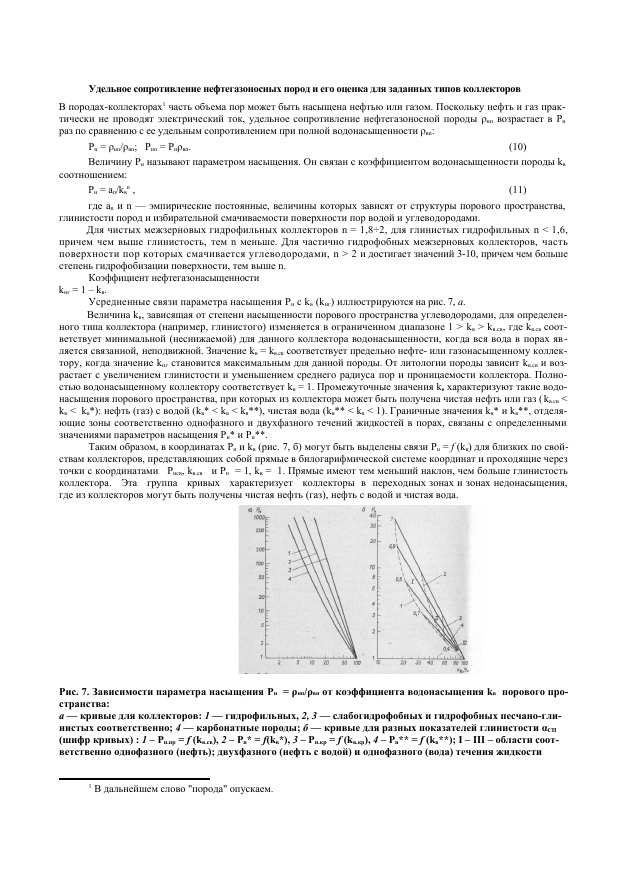 Удельное сопротивление нефтегазоносных пород и его оценка для заданных типов коллекторов
В породах-коллекторах¹ часть объема пор может быть насыщена нефтью или газом. Поскольку нефть и газ прак-
тически не проводят электрический ток, удельное сопротивление нефтегазоносной породы ρнп возрастает в Pн
раз по сравнению с ее удельным сопротивлением при полной водонасыщенности ρвп:
Pн = ρнп/ρвп; Pнп = Pнρвп. (10)
Величину Pн называют параметром насыщения. Он связан с коэффициентом водонасыщенности породы kв
соотношением:
Pн = aн/kвⁿ , (11)
где aн и n — эмпирические постоянные, величины которых зависят от структуры порового пространства,
глинистости пород и избирательной смачиваемости поверхности пор водой и углеводородами.
Для чистых межзерновых гидрофильных коллекторов n = 1,8÷2, для глинистых гидрофильных n < 1,6,
причем чем выше глинистость, тем n меньше. Для частично гидрофобных межзерновых коллекторов, часть
поверхности пор которых смачивается углеводородами, n > 2 и достигает значений 3-10, причем чем больше
степень гидрофобизации поверхности, тем выше n.
Коэффициент нефтегазонасыщенности
kнг = 1 – kв.
Усредненные связи параметра насыщения Pн с kв (kнг) иллюстрируются на рис. 7, а.
Величина kв, зависящая от степени насыщенности порового пространства углеводородами, для определен-
ного типа коллектора (например, глинистого) изменяется в ограниченном диапазоне 1 > kв > kв.св, где kв.св соот-
ветствует минимальной (неснижаемой) для данного коллектора водонасыщенности, когда вся вода в порах яв-
ляется связанной, неподвижной. Значение kв = kв.св соответствует предельно нефте- или газонасыщенному коллек-
тору, когда значение kнг становится максимальным для данной породы. От литологии породы зависит kв.св и воз-
растает с увеличением глинистости и уменьшением среднего радиуса пор и проницаемости коллектора. Полно-
стью водонасыщенному коллектору соответствует kв = 1. Промежуточные значения kв характеризуют такие водо-
насыщения порового пространства, при которых из коллектора может быть получена чистая нефть или газ ( kв.св <
kв < kв*): нефть (газ) с водой (kв* < kв < kв**), чистая вода (kв** < kв < 1). Граничные значения kв* и kв**, отделя-
ющие зоны соответственно однофазного и двухфазного течений жидкостей в порах, связаны с определенными
значениями параметров насыщения Pн* и Pн**.
Таким образом, в координатах Pн и kв (рис. 7, б) могут быть выделены связи Pн = f (kв) для близких по свой-
ствам коллекторов, представляющих собой прямые в билогарифмической системе координат и проходящие через
точки с координатами Pнсв, kв.св и Pн = 1, kв = 1. Прямые имеют тем меньший наклон, чем больше глинистость
коллектора. Эта группа кривых характеризует коллекторы в переходных зонах и зонах недонасыщения,
где из коллекторов могут быть получены чистая нефть (газ), нефть с водой и чистая вода.
Рис. 7. Зависимости параметра насыщения Pн = ρнп/ρвп от коэффициента водонасыщения kв порового про-
странства:
а — кривые для коллекторов: 1 — гидрофильных, 2, 3 — слабогидрофобных и гидрофобных песчано-гли-
нистых соответственно; 4 — карбонатные породы; б — кривые для разных показателей глинистости αСП
(шифр кривых) : 1 – Pн.пр = f (kв.св), 2 – Pн* = f(kв*), 3 – Pн.кр = f (kв.кр), 4 – Pн** = f (kв**); I – III – области соот-
ветственно однофазного (нефть); двухфазного (нефть с водой) и однофазного (вода) течения жидкости
¹ В дальнейшем слово "порода" опускаем.